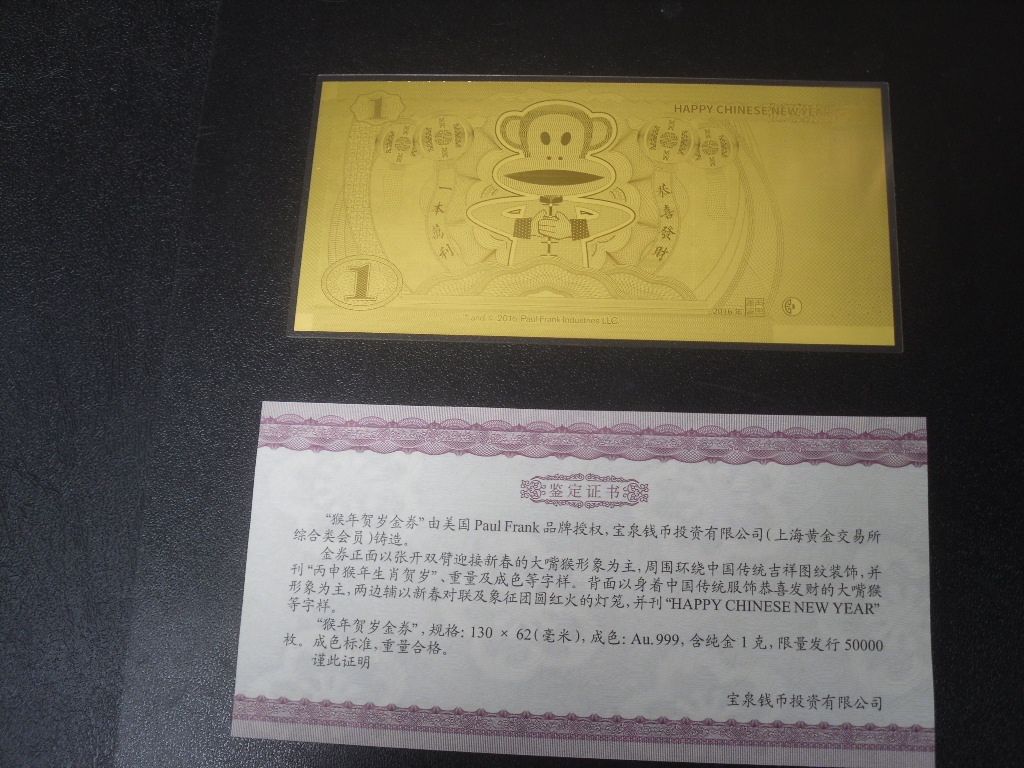 1
HAPPY CHINESE NEW YEAR
一本萬利
恭喜發財
1
2016年
© 2016 Paul Frank Industries LLC.
鉴定证书
“猴年贺岁金券”由美国 Paul Frank 品牌授权，宝泉钱币投资有限公司（上海黄金交易所
综合类会员）铸造。
金券正面以张开双臂迎接新春的大嘴猴形象为主，周围环绕中国传统吉祥图纹装饰，并
刊“丙申猴年生肖贺岁”、重量及成色等字样。背面以身着中国传统服饰恭喜发财的大嘴猴
形象为主，两边辅以新春对联及象征团圆红火的灯笼，并刊“HAPPY CHINESE NEW YEAR”
等字样。
“猴年贺岁金券”，规格：130 × 62（毫米），成色：Au.999，含纯金1克，限量发行50000
枚。成色标准，重量合格。
谨此证明
宝泉钱币投资有限公司